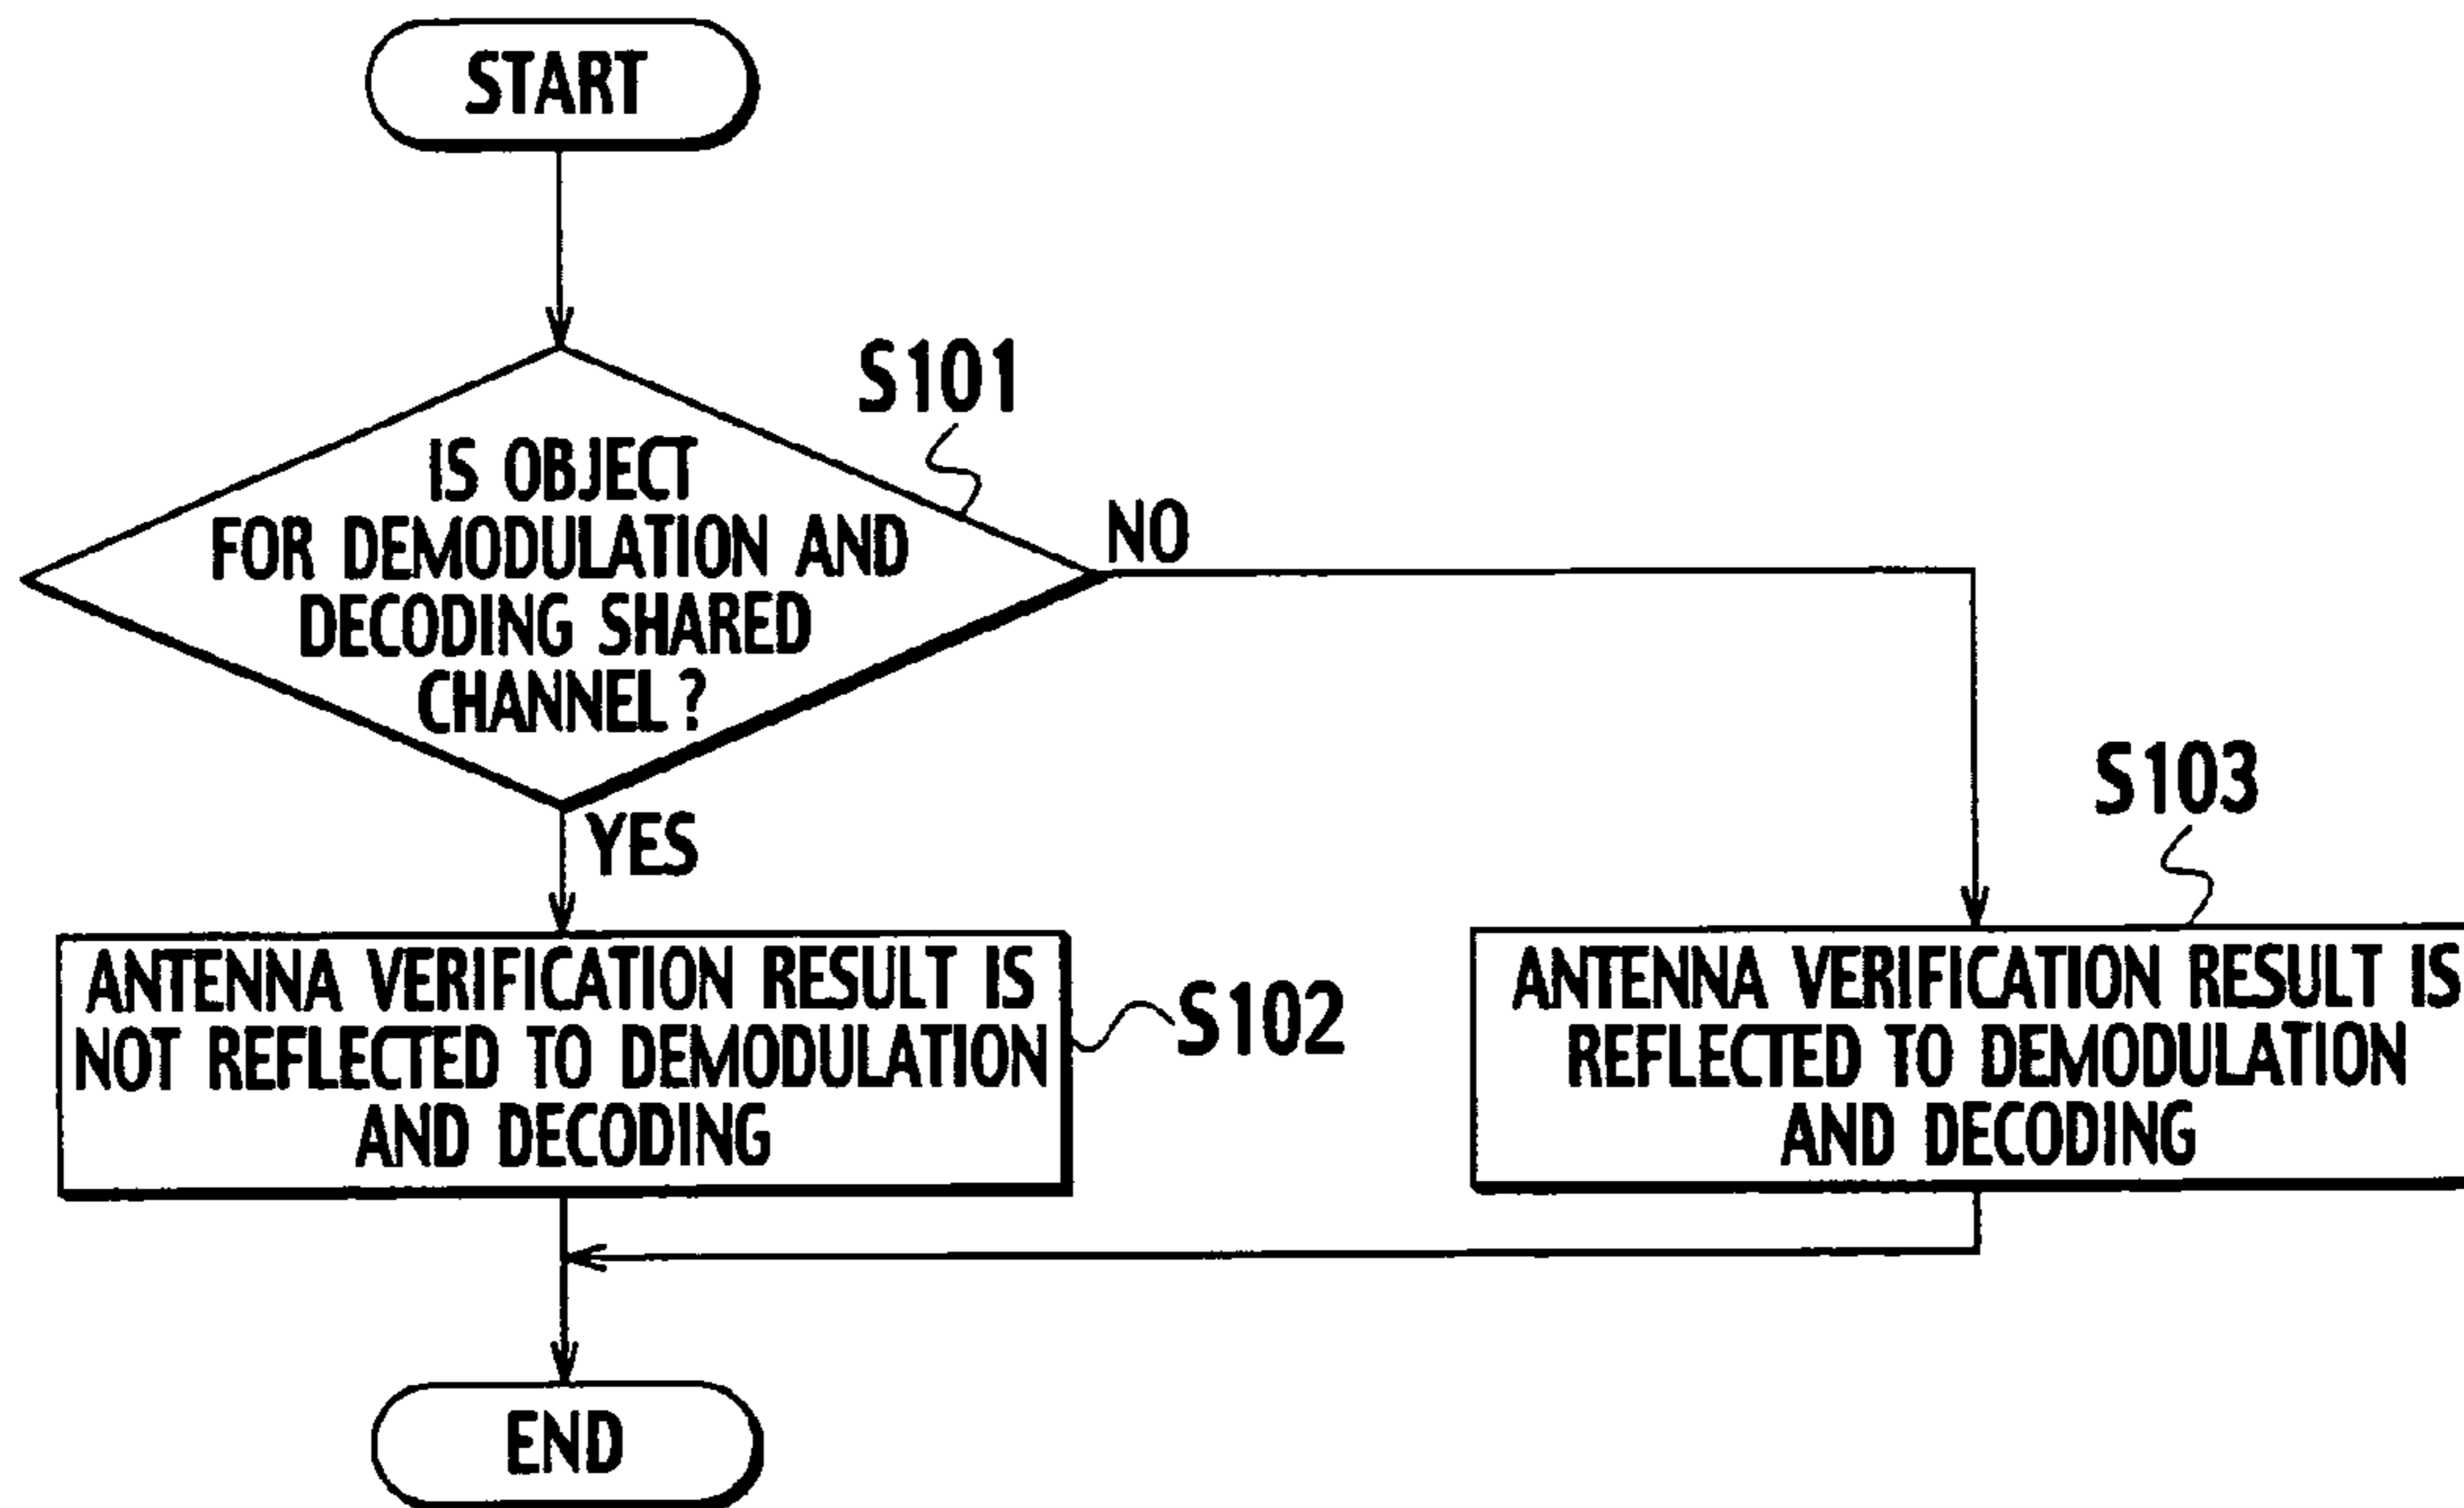 START
S101
IS OBJECT
FOR DEMODULATION AND
DECODING SHARED
CHANNEL?
NO
YES
S103
ANTENNA VERIFICATION RESULT IS
NOT REFLECTED TO DEMODULATION
AND DECODING
S102
ANTENNA VERIFICATION RESULT IS
REFLECTED TO DEMODULATION
AND DECODING
END